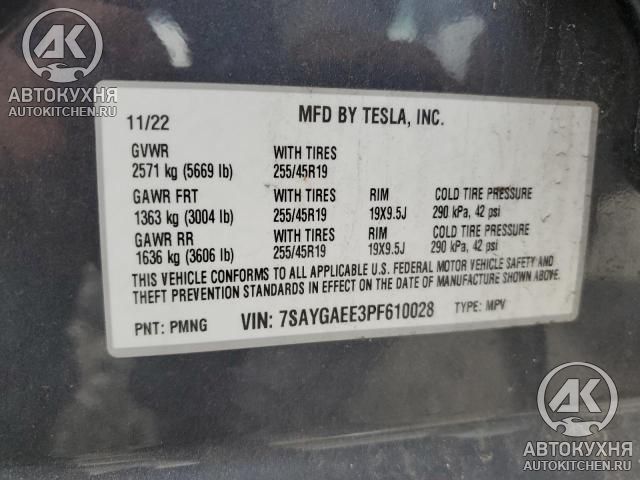 АК
АВТОКУХНЯ
AUTOKITCHEN.RU
11/22 MFD BY TESLA, INC.
GVWR WITH TIRES
2571 kg (5669 lb) 255/45R19
GAWR FRT WITH TIRES RIM COLD TIRE PRESSURE
1363 kg (3004 lb) 255/45R19 19X9.5J 290 kPa, 42 psi
GAWR RR WITH TIRES RIM COLD TIRE PRESSURE
1636 kg (3606 lb) 255/45R19 19X9.5J 290 kPa, 42 psi
THIS VEHICLE CONFORMS TO ALL APPLICABLE U.S. FEDERAL MOTOR VEHICLE SAFETY AND
THEFT PREVENTION STANDARDS IN EFFECT ON THE DATE OF MANUFACTURE SHOWN ABOVE.
PNT: PMNG VIN: 7SAYGAEE3PF610028 TYPE: MPV
АК
АВТОКУХНЯ
AUTOKITCHEN.RU